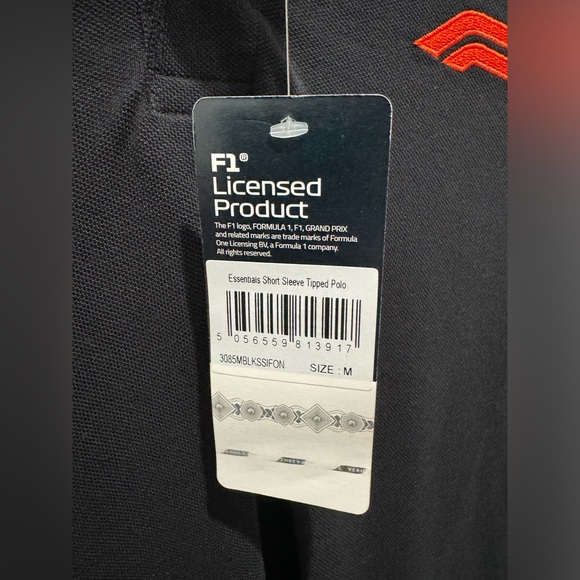 F1®
Licensed
Product
The F1 logo, FORMULA 1, F1, GRAND PRIX
and related marks are trade marks of Formula
One Licensing BV, a Formula 1 company.
All rights reserved.
Essentials Short Sleeve Tipped Polo
5 056559 813917
3085MBLKSSIFON SIZE : M